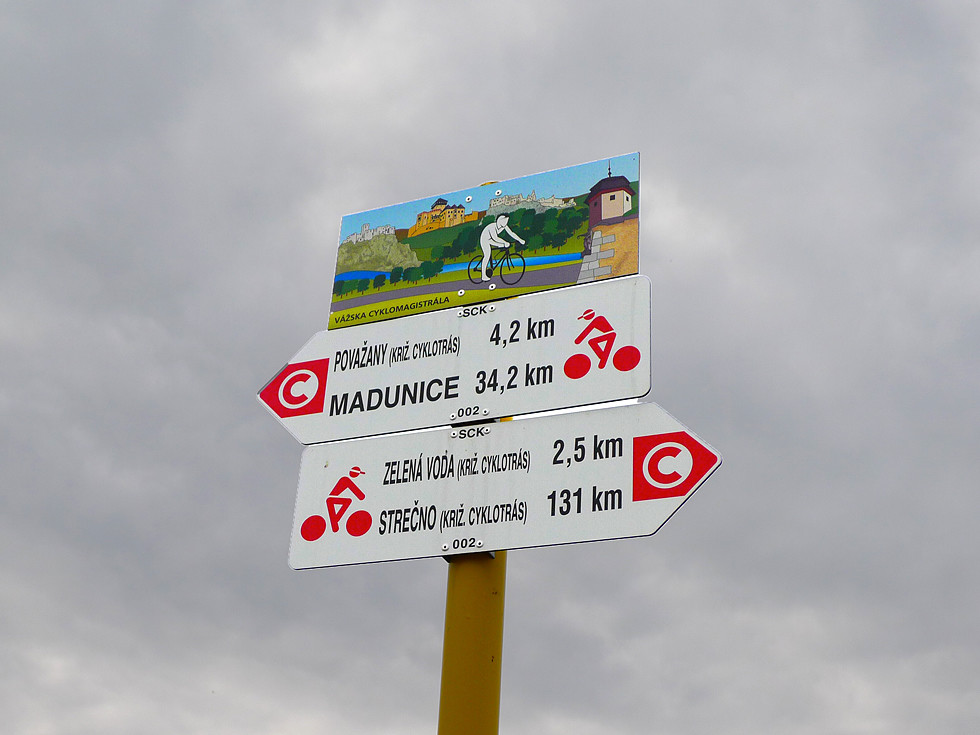 VÁŽSKA CYKLOMAGISTRÁLA
SCK
POVAŽANY (KRIŽ. CYKLOTRÁS) 4,2 km
C
MADUNICE 34,2 km
002
SCK
ZELENÁ VODA (KRIŽ. CYKLOTRÁS) 2,5 km
C
STREČNO (KRIŽ. CYKLOTRÁS) 131 km
002